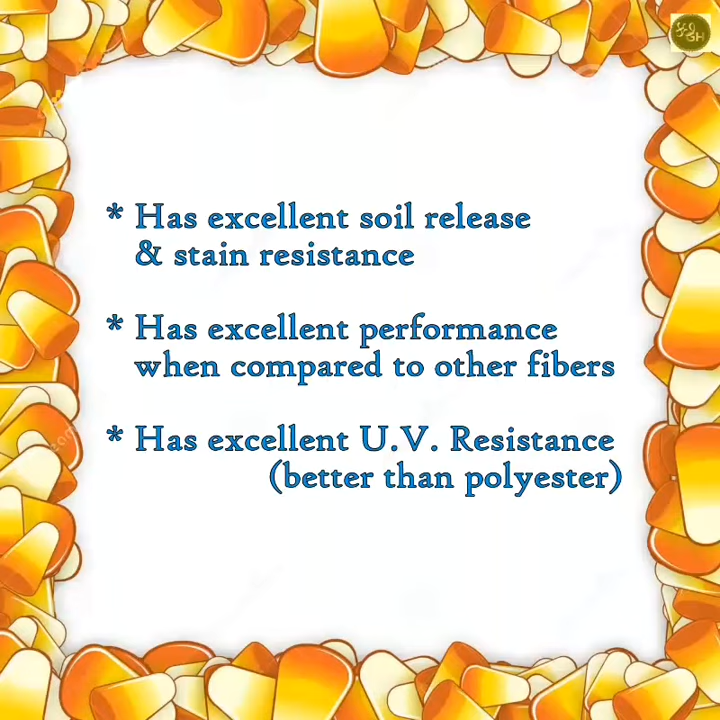 * Has excellent soil release
& stain resistance
* Has excellent performance
when compared to other fibers
* Has excellent U.V. Resistance
(better than polyester)